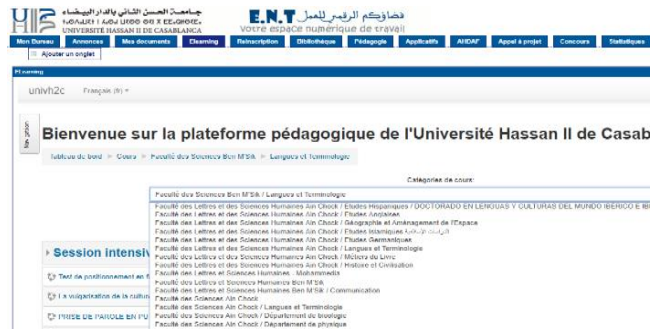 جامعة الحسن الثاني بالدار البيضاء
UNIVERSITÉ HASSAN II DE CASABLANCA
E.N.T فضاؤكم الرقمي للعمل
votre espace numérique de travail
Mon Bureau Annonces Mes documents Elearning Reinscription Bibliothèque Pédagogie Applicatifs AHDAF Appel à projet Concours Statistiques
Ajouter un onglet
Elearning
univh2c Français (fr)
Navigation
Bienvenue sur la plateforme pédagogique de l'Université Hassan II de Casab
Tableau de bord Cours Faculté des Sciences Ben M'Sik Langues et Terminologie
Catégories de cours:
Faculté des Sciences Ben M'Sik / Langues et Terminologie
Faculté des Lettres et des Sciences Humaines Ain Chock / Etudes Hispaniques / DOCTORADO EN LENGUAS Y CULTURAS DEL MUNDO IBÉRICO E IB
Faculté des Lettres et des Sciences Humaines Ain Chock / Etudes Anglaises
Faculté des Lettres et des Sciences Humaines Ain Chock / Géographie et Aménagement de l'Espace
Faculté des Lettres et des Sciences Humaines Ain Chock / Etudes Islamiques الدراسات الإسلامية
Faculté des Lettres et des Sciences Humaines Ain Chock / Etudes Germaniques
Faculté des Lettres et des Sciences Humaines Ain Chock / Langues et Terminologie
Faculté des Lettres et des Sciences Humaines Ain Chock / Métiers du Livre
Faculté des Lettres et des Sciences Humaines Ain Chock / Histoire et Civilisation
Faculté des Lettres et Sciences Humaines - Mohammedia
Faculté des Lettres et Sciences Humaines Ben M'Sik
Faculté des Lettres et Sciences Humaines Ben M'Sik / Communication
Faculté des Sciences Ain Chock
Faculté des Sciences Ain Chock / Langues et Terminologie
Faculté des Sciences Ain Chock / Département de biologie
Faculté des Sciences Ain Chock / Département de physique
Session intensiv
Test de positionnement en f
La vulgarisation de la cultur
PRISE DE PAROLE EN PU